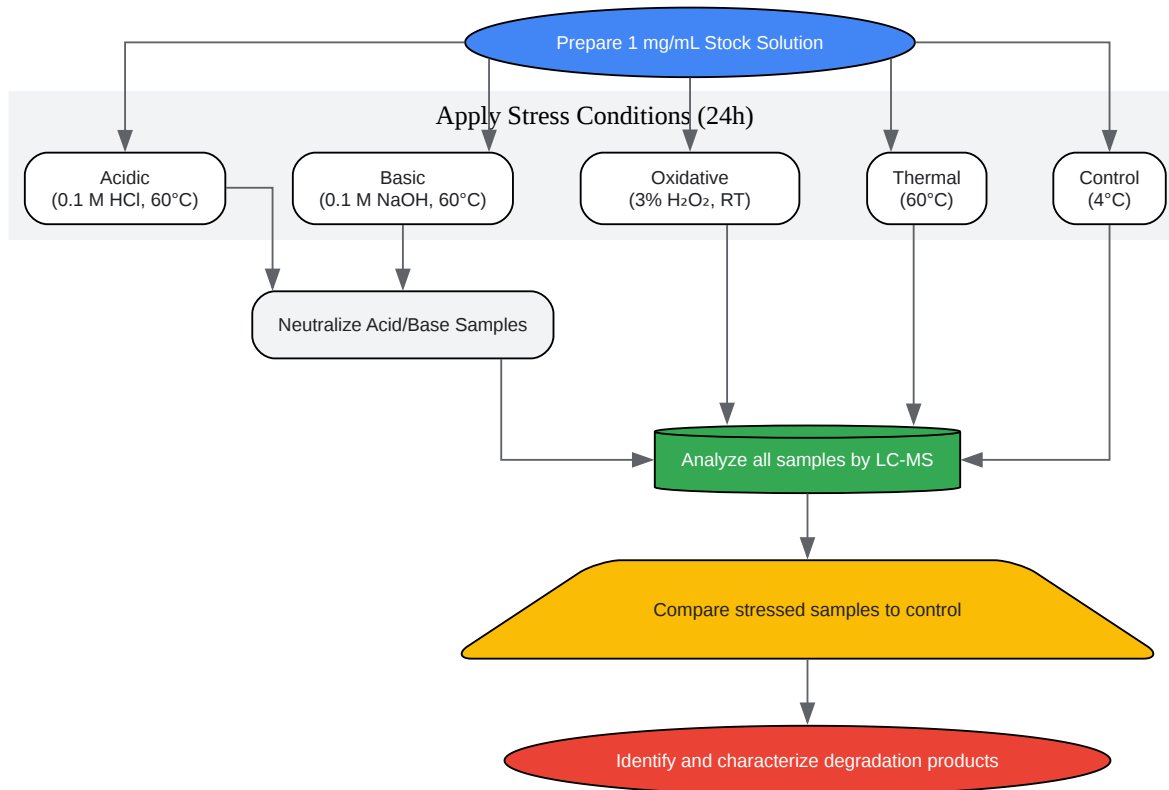 Prepare 1 mg/mL Stock Solution
Apply Stress Conditions (24h)
Acidic
(0.1 M HCl, 60°C)
Basic
(0.1 M NaOH, 60°C)
Oxidative
(3% H₂O₂, RT)
Thermal
(60°C)
Control
(4°C)
Neutralize Acid/Base Samples
Analyze all samples by LC-MS
Compare stressed samples to control
Identify and characterize degradation products